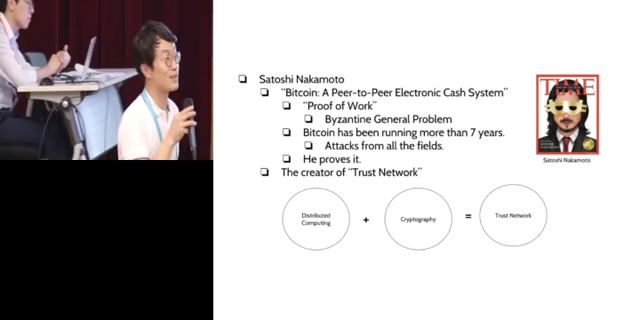 Satoshi Nakamoto
"Bitcoin: A Peer-to-Peer Electronic Cash System"
"Proof of Work"
Byzantine General Problem
Bitcoin has been running more than 7 years.
Attacks from all the fields.
He proves it.
The creator of "Trust Network"
TIME
Satoshi Nakamoto
Distributed
Computing
+
Cryptography
=
Trust Network